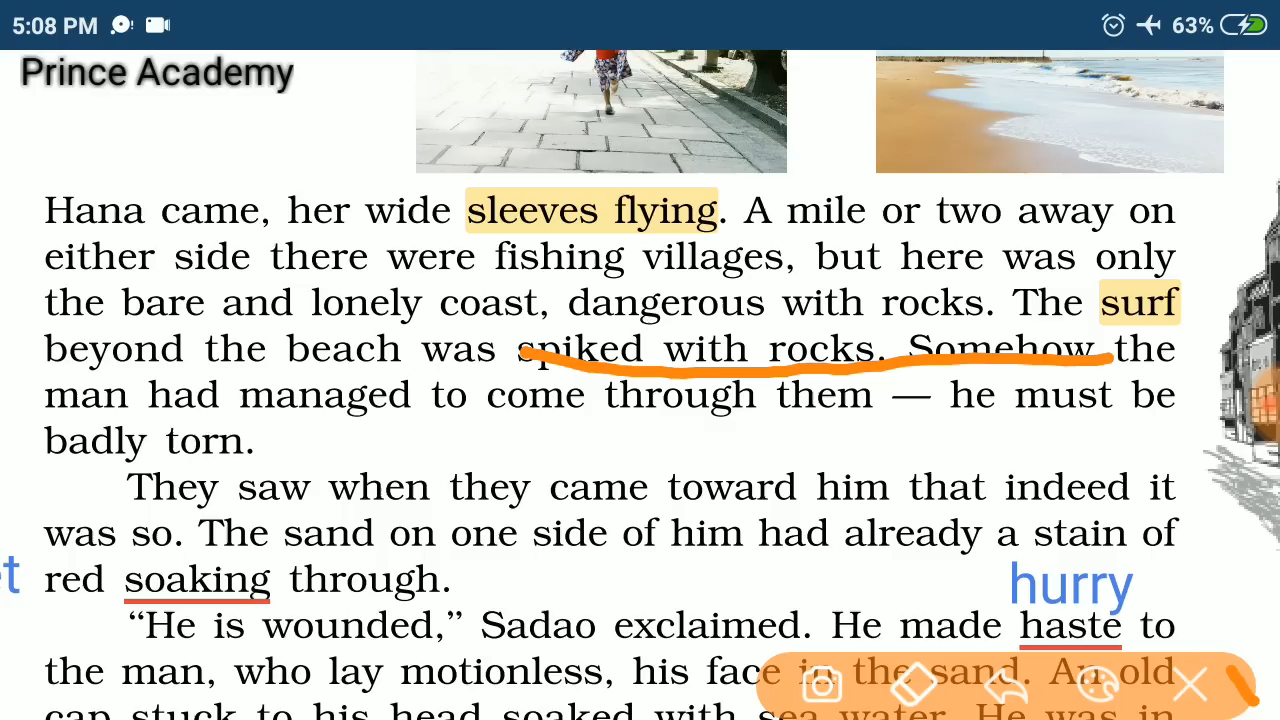 5:08 PM 63%
Prince Academy
Hana came, her wide sleeves flying. A mile or two away on
either side there were fishing villages, but here was only
the bare and lonely coast, dangerous with rocks. The surf
beyond the beach was spiked with rocks. Somehow the
man had managed to come through them — he must be
badly torn.
They saw when they came toward him that indeed it
was so. The sand on one side of him had already a stain of
red soaking through.
hurry
“He is wounded,” Sadao exclaimed. He made haste to
the man, who lay motionless, his face in the sand. An old
cap stuck to his head soaked with sea water. He was in